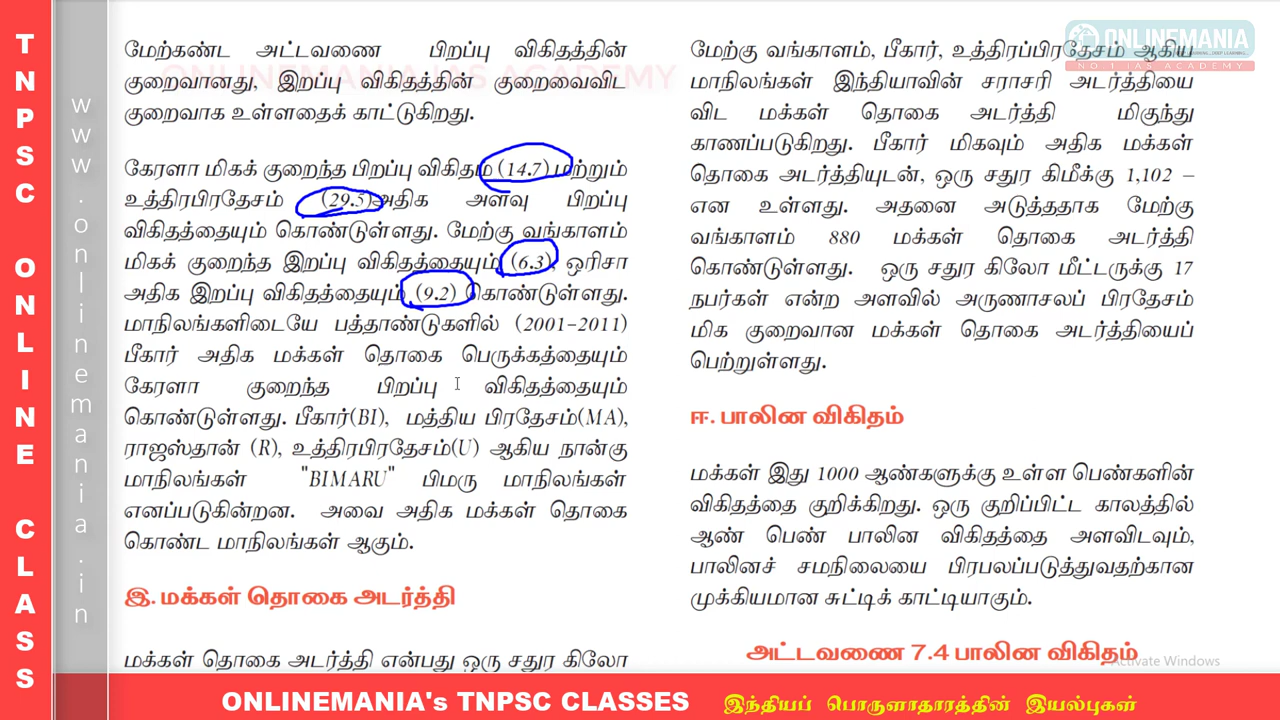 TNPSC ONLINE CLASS
www.onlinemania.in
ONLINEMANIA IAS ACADEMY
மேற்கண்ட அட்டவணை பிறப்பு விகிதத்தின்
குறைவானது, இறப்பு விகிதத்தின் குறைவைவிட
குறைவாக உள்ளதைக் காட்டுகிறது.
கேரளா மிகக் குறைந்த பிறப்பு விகிதம் (14.7) மற்றும்
உத்திரபிரதேசம் (29.5)அதிக அளவு பிறப்பு
விகிதத்தையும் கொண்டுள்ளது. மேற்கு வங்காளம்
மிகக் குறைந்த இறப்பு விகிதத்தையும் (6.3), ஒரிசா
அதிக இறப்பு விகிதத்தையும் (9.2) கொண்டுள்ளது.
மாநிலங்களிடையே பத்தாண்டுகளில் (2001-2011)
பீகார் அதிக மக்கள் தொகை பெருக்கத்தையும்
கேரளா குறைந்த பிறப்பு விகிதத்தையும்
கொண்டுள்ளது. பீகார்(BI), மத்திய பிரதேசம்(MA),
ராஜஸ்தான் (R), உத்திரபிரதேசம்(U) ஆகிய நான்கு
மாநிலங்கள் "BIMARU" பிமரு மாநிலங்கள்
எனப்படுகின்றன. அவை அதிக மக்கள் தொகை
கொண்ட மாநிலங்கள் ஆகும்.
இ. மக்கள் தொகை அடர்த்தி
மக்கள் தொகை அடர்த்தி என்பது ஒரு சதுர கிலோ
ONLINEMANIA
NO.1 IAS ACADEMY
மேற்கு வங்காளம், பீகார், உத்திரப்பிரதேசம் ஆகிய
மாநிலங்கள் இந்தியாவின் சராசரி அடர்த்தியை
விட மக்கள் தொகை அடர்த்தி மிகுந்து
காணப்படுகிறது. பீகார் மிகவும் அதிக மக்கள்
தொகை அடர்த்தியுடன், ஒரு சதுர கிமீக்கு 1,102 –
என உள்ளது. அதனை அடுத்ததாக மேற்கு
வங்காளம் 880 மக்கள் தொகை அடர்த்தி
கொண்டுள்ளது. ஒரு சதுர கிலோ மீட்டருக்கு 17
நபர்கள் என்ற அளவில் அருணாசலப் பிரதேசம்
மிக குறைவான மக்கள் தொகை அடர்த்தியைப்
பெற்றுள்ளது.
ஈ. பாலின விகிதம்
மக்கள் இது 1000 ஆண்களுக்கு உள்ள பெண்களின்
விகிதத்தை குறிக்கிறது. ஒரு குறிப்பிட்ட காலத்தில்
ஆண் பெண் பாலின விகிதத்தை அளவிடவும்,
பாலினச் சமநிலையை பிரபலப்படுத்துவதற்கான
முக்கியமான சுட்டிக் காட்டியாகும்.
அட்டவணை 7.4 பாலின விகிதம்
Activate Windows
ONLINEMANIA's TNPSC CLASSES
இந்தியப் பொருளாதாரத்தின் இயல்புகள்